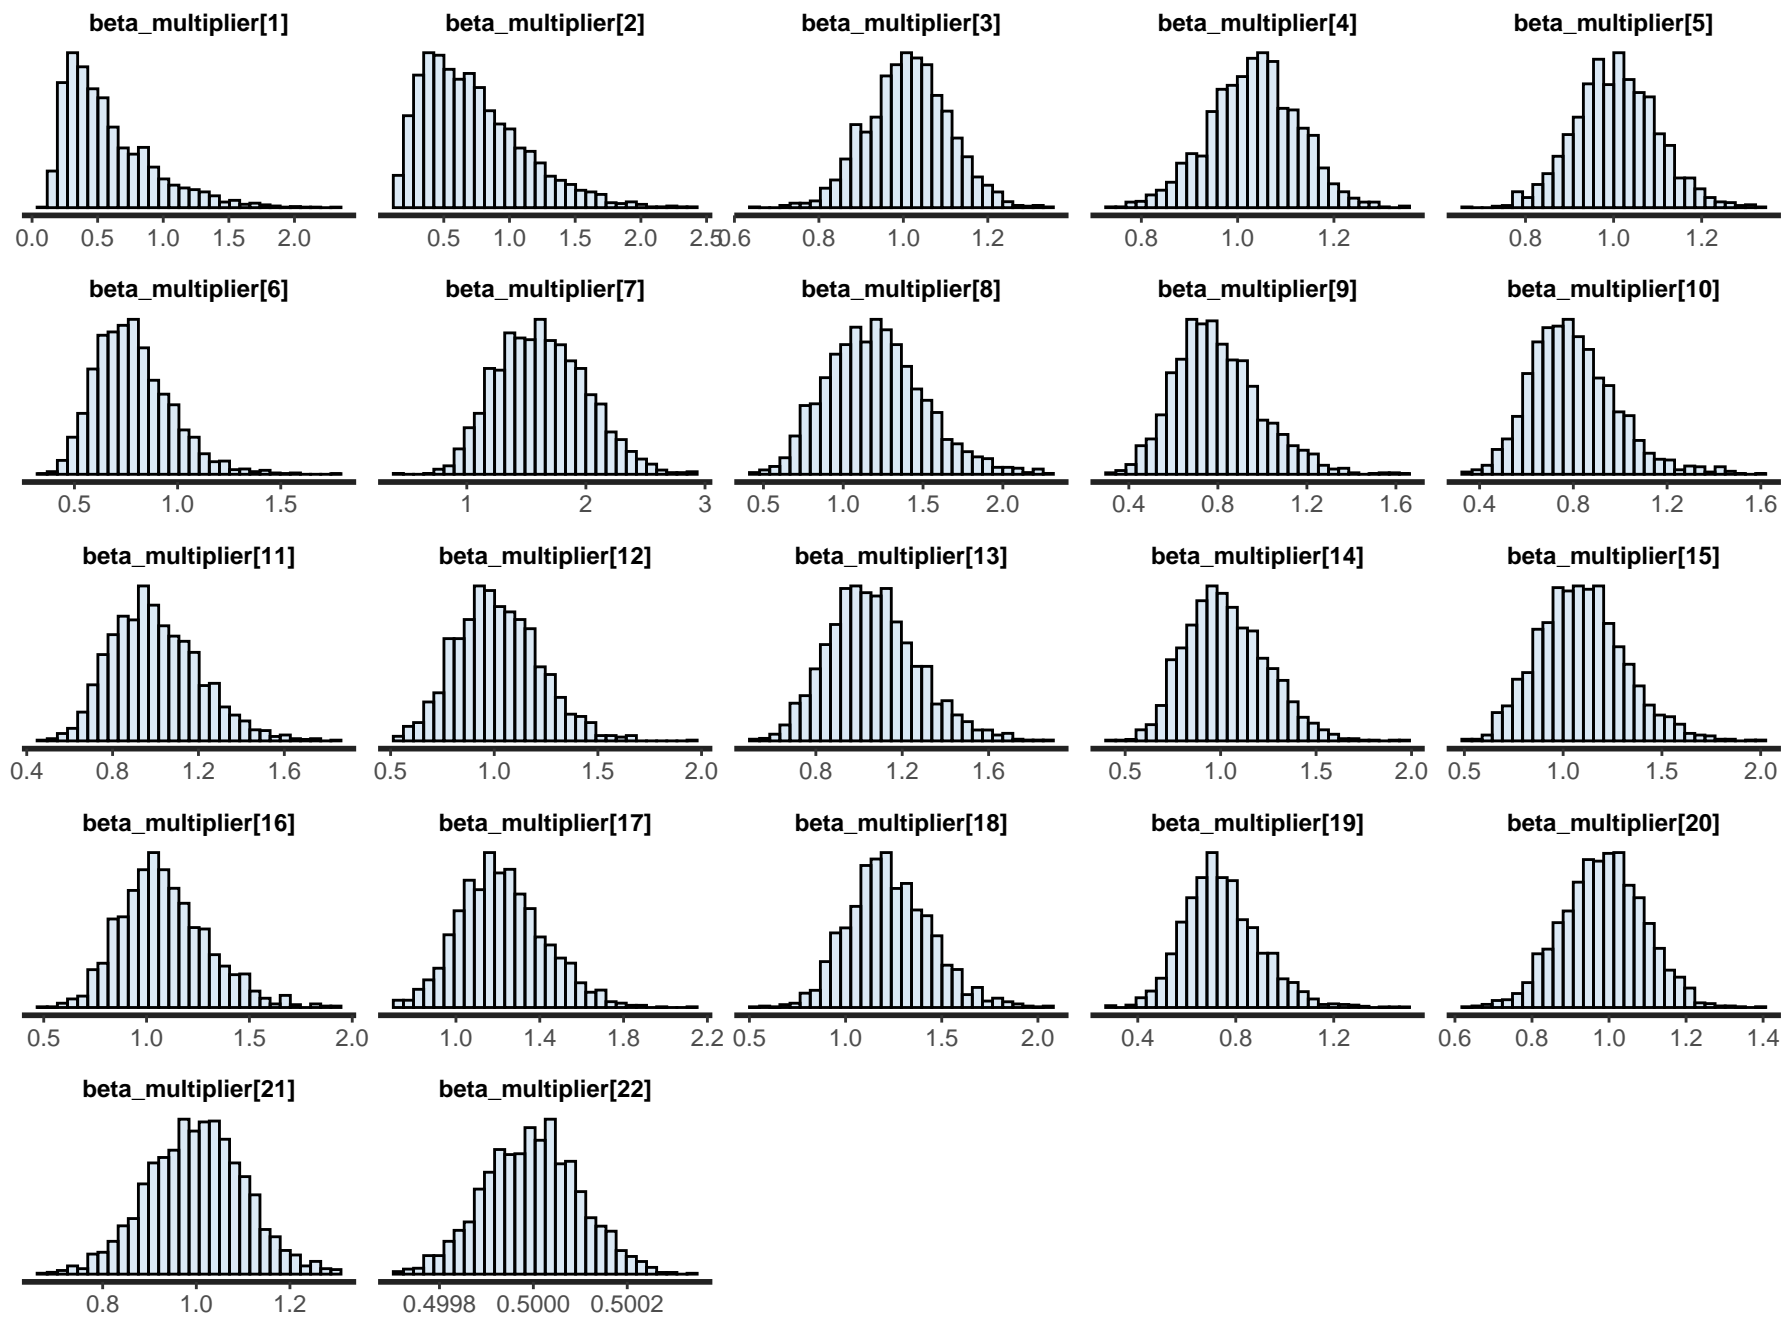 beta_multiplier[1] beta_multiplier[2] beta_multiplier[3] beta_multiplier[4] beta_multiplier[5]
0.0 0.5 1.0 1.5 2.0 0.5 1.0 1.5 2.0 2.5 0.6 0.8 1.0 1.2 0.8 1.0 1.2 0.8 1.0 1.2
beta_multiplier[6] beta_multiplier[7] beta_multiplier[8] beta_multiplier[9] beta_multiplier[10]
0.5 1.0 1.5 1 2 3 0.5 1.0 1.5 2.0 0.4 0.8 1.2 1.6 0.4 0.8 1.2 1.6
beta_multiplier[11] beta_multiplier[12] beta_multiplier[13] beta_multiplier[14] beta_multiplier[15]
0.4 0.8 1.2 1.6 0.5 1.0 1.5 2.0 0.8 1.2 1.6 0.5 1.0 1.5 2.0 0.5 1.0 1.5 2.0
beta_multiplier[16] beta_multiplier[17] beta_multiplier[18] beta_multiplier[19] beta_multiplier[20]
0.5 1.0 1.5 2.0 1.0 1.4 1.8 2.2 0.5 1.0 1.5 2.0 0.4 0.8 1.2 0.6 0.8 1.0 1.2 1.4
beta_multiplier[21] beta_multiplier[22]
0.8 1.0 1.2 0.4998 0.5000 0.5002